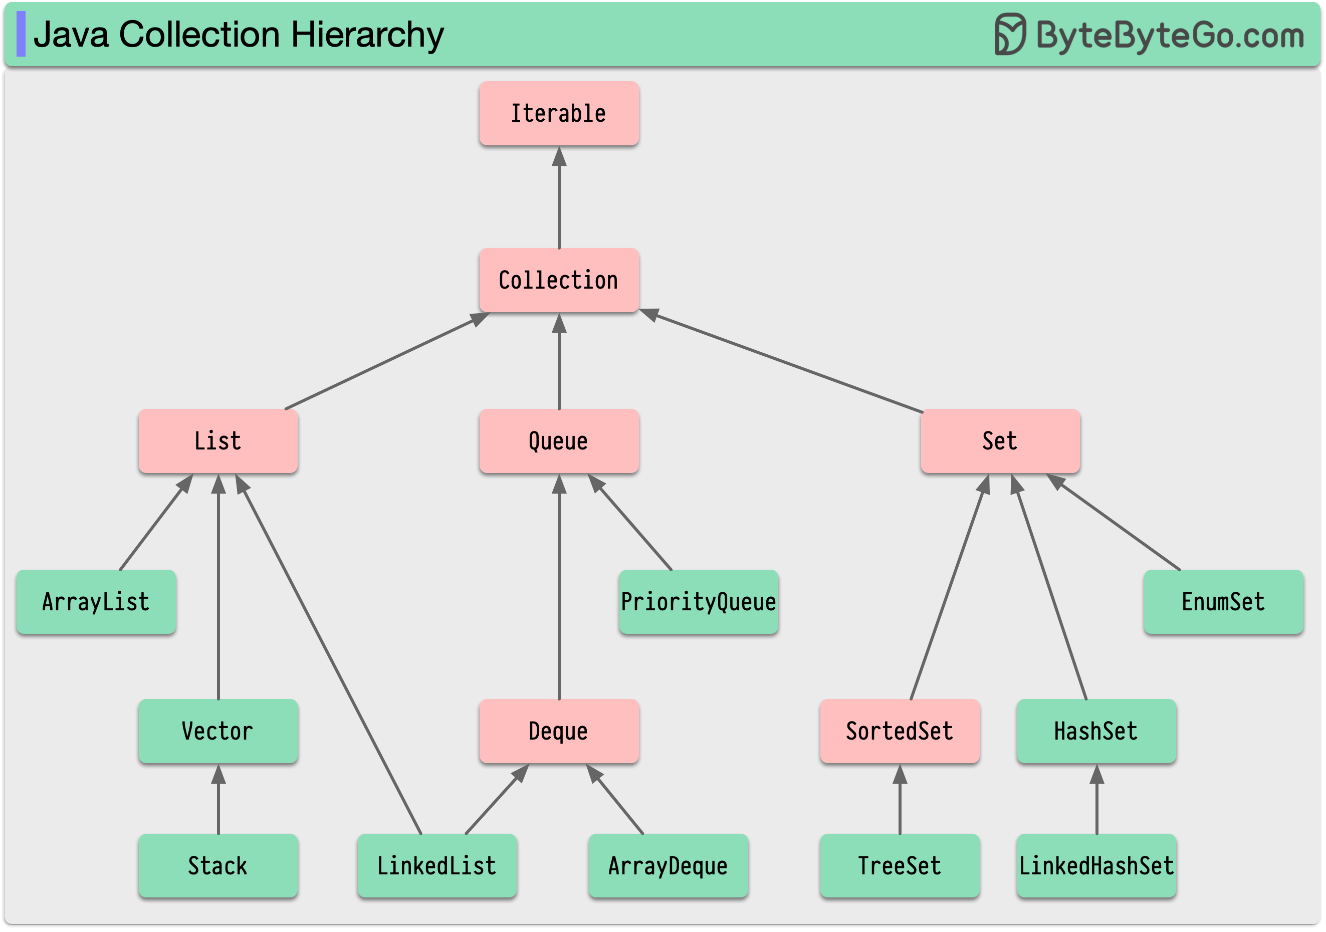 Java Collection Hierarchy
ByteByteGo.com
Iterable
Collection
List
Queue
Set
ArrayList
PriorityQueue
EnumSet
Vector
Deque
SortedSet
HashSet
Stack
LinkedList
ArrayDeque
TreeSet
LinkedHashSet